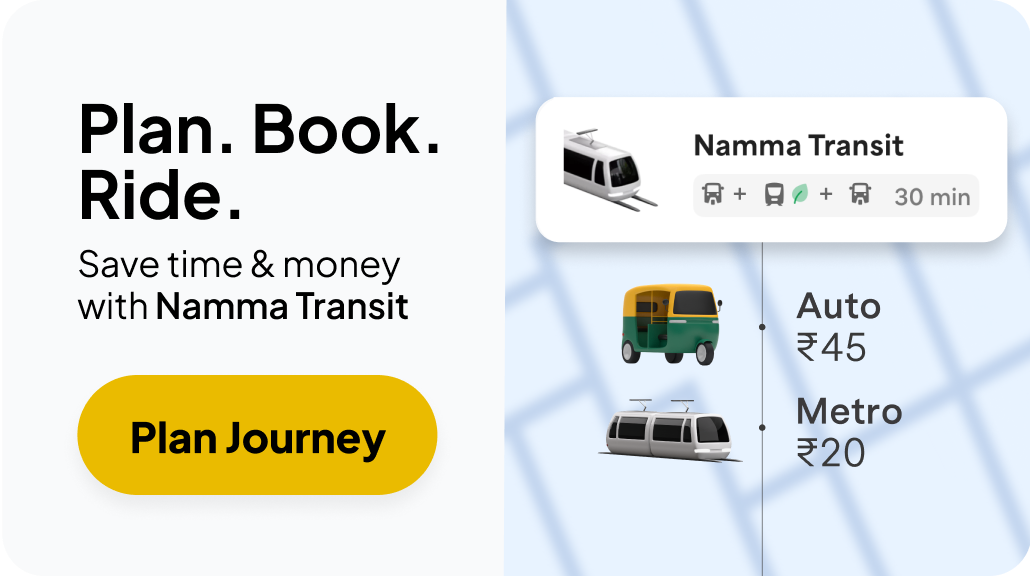 Plan. Book.
Ride.
Save time & money
with Namma Transit
Plan Journey
Namma Transit
+ + 30 min
Auto
₹45
Metro
₹20